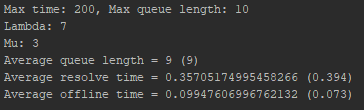 Max time: 200, Max queue length: 10
Lambda: 7
Mu: 3
Average queue length = 9 (9)
Average resolve time = 0.35705174995458266 (0.394)
Average offline time = 0.09947606996762132 (0.073)